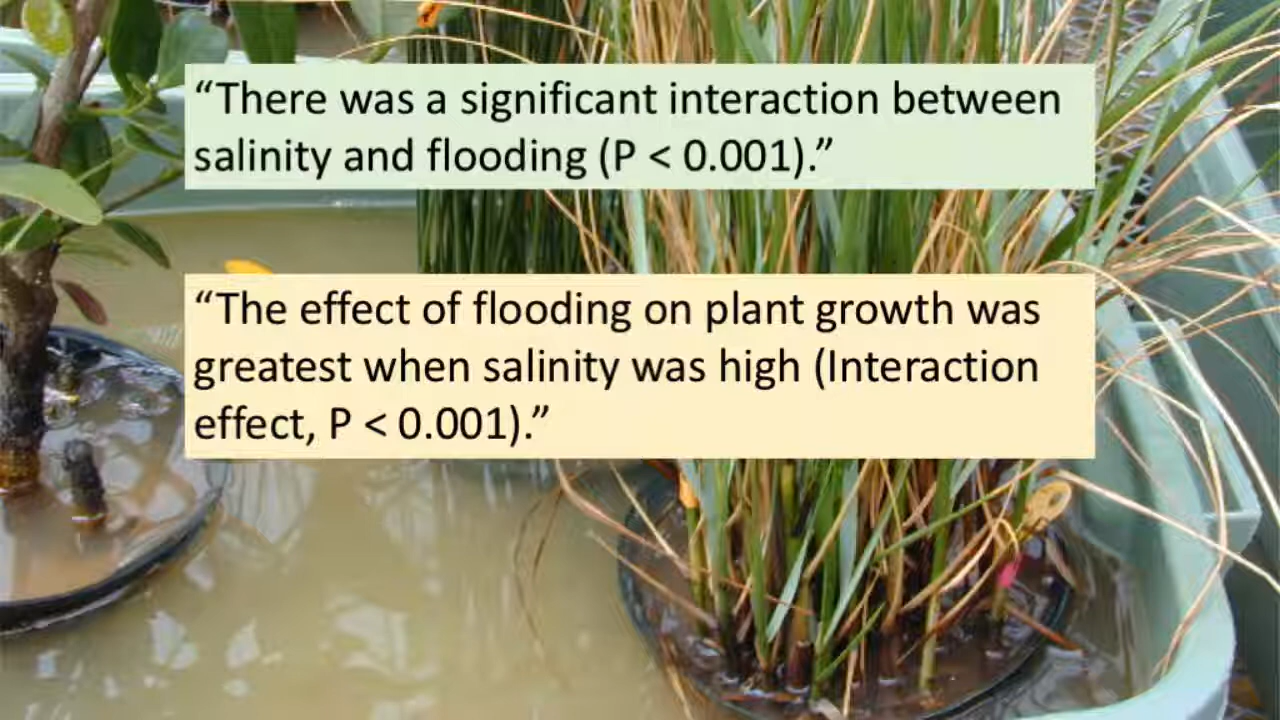 “There was a significant interaction between
salinity and flooding (P < 0.001).”
“The effect of flooding on plant growth was
greatest when salinity was high (Interaction
effect, P < 0.001).”